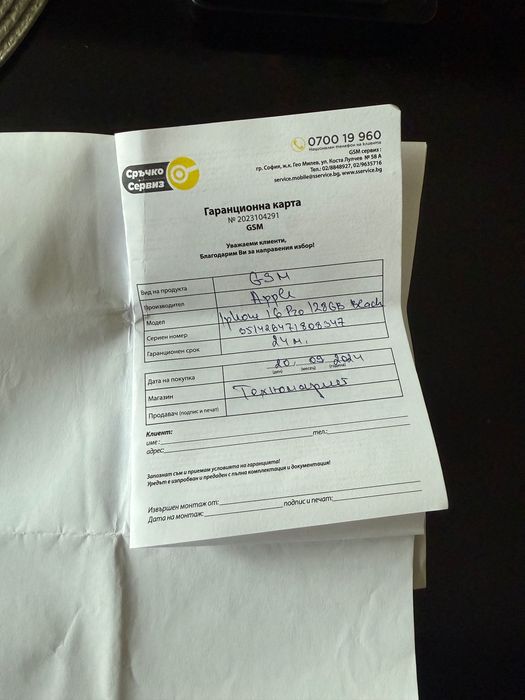 Сръчко
Сервиз
0700 19 960
Национален телефон на клиента
GSM сервиз:
гр. София, ж.к. Гео Милев, ул. Коста Лулчев № 58 А
Тел.: 02/8848927, 02/9635716
service.mobile@sservice.bg, www.sservice.bg
Гаранционна карта
№ 2023104291
GSM
Уважаеми клиенти,
Благодарим Ви за направения избор!
Вид на продукта GSM
Производител Apple
Модел Iphone 16 Pro 128GB Black
Сериен номер
Гаранционен срок 24 м.
Дата на покупка 20. 09 2024
(ден) (месец) (година)
Магазин Техномаркет
Продавач (подпис и печат)
Клиент:
име: тел.:
адрес:
Запознат съм и приемам условията на гаранцията!
Уредът е изпробван и предаден с пълна комплектация и документация!
Извършен монтаж от: подпис и печат:
Дата на монтаж: